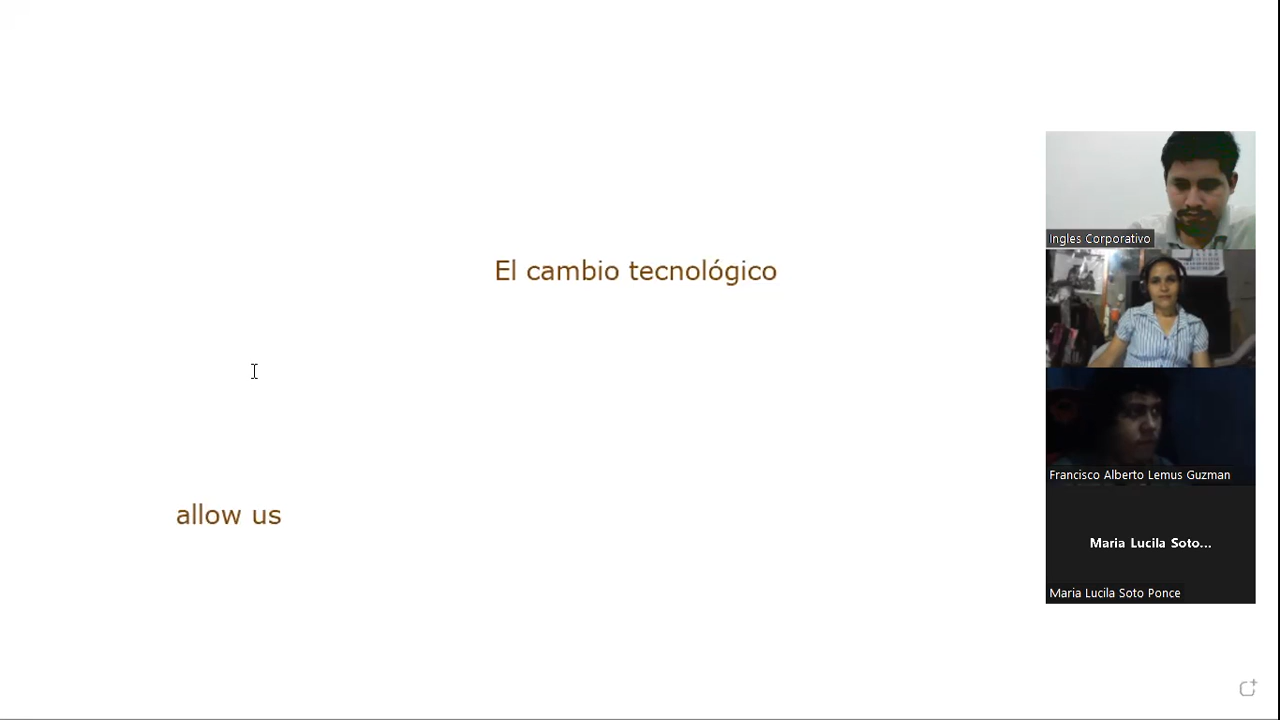 El cambio tecnológico
allow us
Ingles Corporativo
Francisco Alberto Lemus Guzman
Maria Lucila Soto...
Maria Lucila Soto Ponce